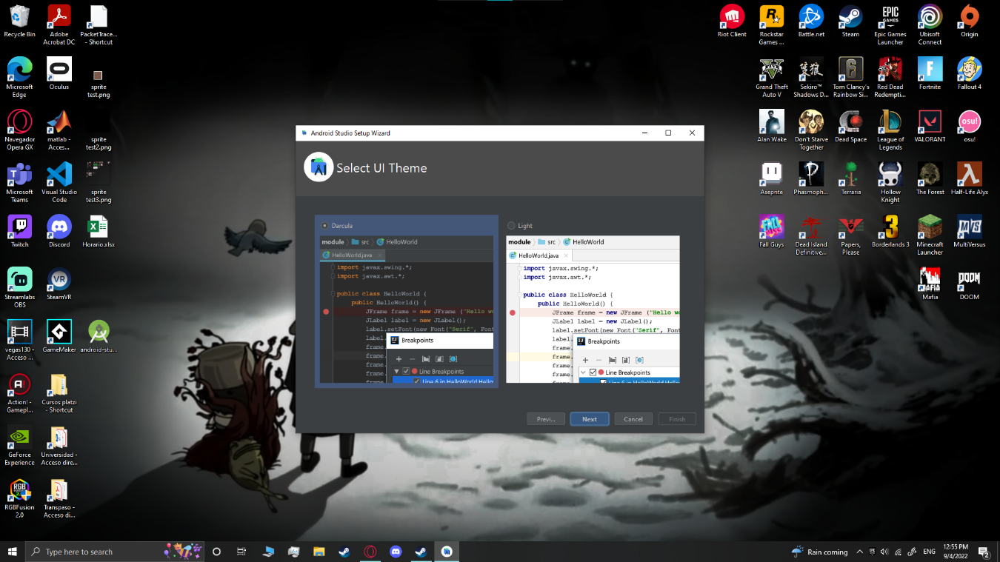 Recycle Bin
Adobe
Acrobat DC
PacketTrace...
- Shortcut
Microsoft
Edge
Oculus
sprite
test.png
Navegador
Opera GX
matlab -
Acces...
sprite
test2.png
Microsoft
Teams
Visual Studio
Code
sprite
test3.png
Twitch
Discord
Horario.xlsx
Streamlabs
OBS
SteamVR
vegas130 -
Acceso ...
GameMaker
android-stu...
Action! -
Gamepl...
Cursos platzi
- Shortcut
GeForce
Experience
Universidad -
Acceso dire...
RGBFusion
2.0
Transpaso -
Acceso di...
Riot Client
Rockstar
Games ...
Battle.net
Steam
Epic Games
Launcher
Ubisoft
Connect
Origin
Grand Theft
Auto V
Sekiro™
Shadows D...
Tom Clancy's
Rainbow Si...
Red Dead
Redempti...
Fortnite
Fallout 4
Alan Wake
Don't Starve
Together
Dead Space
League of
Legends
VALORANT
osu!
Aseprite
Phasmoph...
Terraria
Hollow
Knight
The Forest
Half-Life Alyx
Fall Guys
Dead Island
Definitive...
Papers,
Please
Borderlands 3
Minecraft
Launcher
MultiVersus
Mafia
DOOM
Android Studio Setup Wizard
Select UI Theme
Darcula
module src HelloWorld
HelloWorld.java
import javax.swing.*;
import javax.awt.*;
public class HelloWorld {
public HelloWorld() {
JFrame frame = new JFrame ("Hello wo
JLabel label = new JLabel();
label.setFont(new Font("Serif", Font
label.
frame.
frame.
frame.
frame.
frame.
Breakpoints
Line Breakpoints
Line 6 in HelloWorld.Hello
Light
module src HelloWorld
HelloWorld.java
import javax.swing.*;
import javax.awt.*;
public class HelloWorld {
public HelloWorld() {
JFrame frame = new JFrame ("Hello wo
JLabel label = new JLabel();
label.setFont(new Font("Serif", Font
label.
frame.
frame.
frame.
frame.
frame.
Breakpoints
Line Breakpoints
Previ...
Next
Cancel
Finish
Type here to search
Rain coming
ENG
12:55 PM
9/4/2022
2